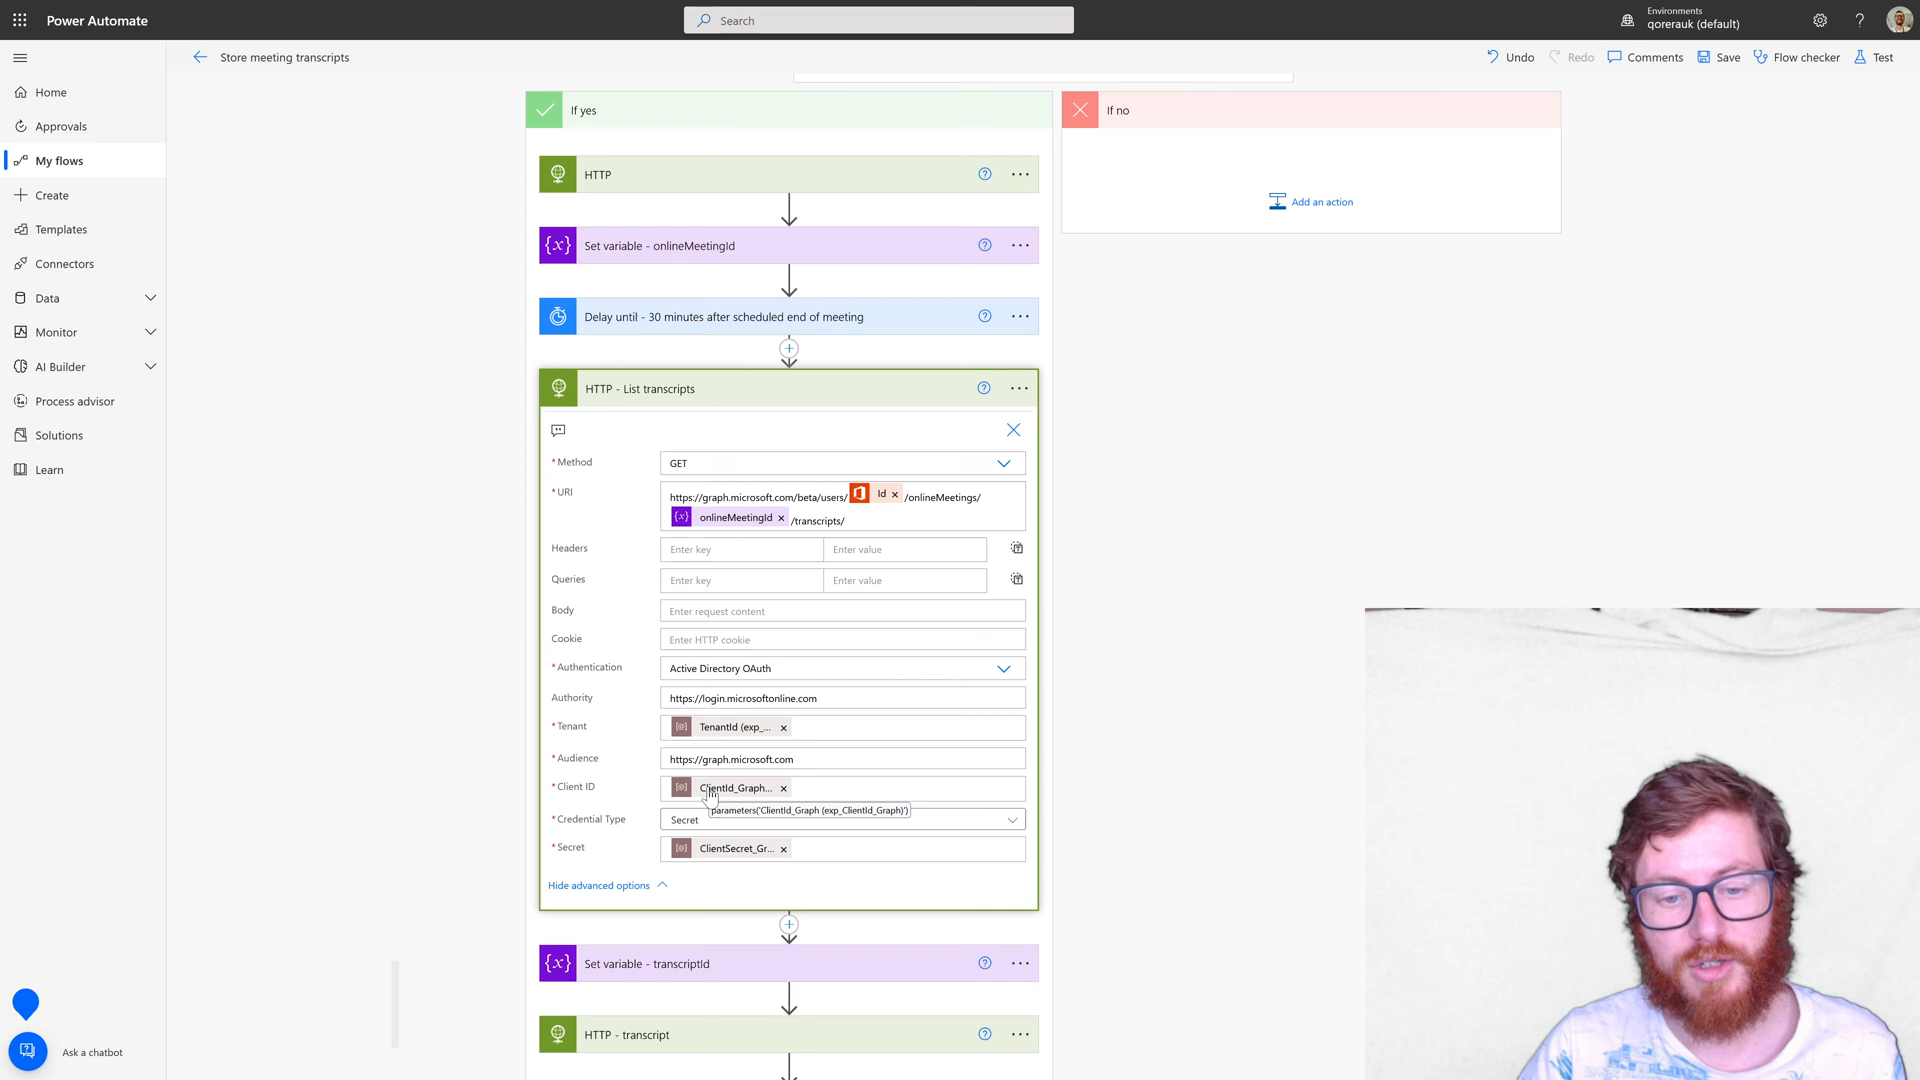 Power Automate
Search
Environments
qorerauk (default)
Store meeting transcripts
Undo
Redo
Comments
Save
Flow checker
Test
Home
Approvals
My flows
Create
Templates
Connectors
Data
Monitor
AI Builder
Process advisor
Solutions
Learn
Ask a chatbot
If yes
If no
Add an action
HTTP
{x} Set variable - onlineMeetingId
Delay until - 30 minutes after scheduled end of meeting
HTTP - List transcripts
* Method GET
* URI https://graph.microsoft.com/beta/users/ Id × /onlineMeetings/
{x} onlineMeetingId × /transcripts/
Headers Enter key Enter value
Queries Enter key Enter value
Body Enter request content
Cookie Enter HTTP cookie
* Authentication Active Directory OAuth
Authority https://login.microsoftonline.com
* Tenant [@] TenantId (exp_... ×
* Audience https://graph.microsoft.com
* Client ID [@] ClientId_Graph... ×
parameters('ClientId_Graph (exp_ClientId_Graph)')
* Credential Type Secret
* Secret [@] ClientSecret_Gr... ×
Hide advanced options
{x} Set variable - transcriptId
HTTP - transcript